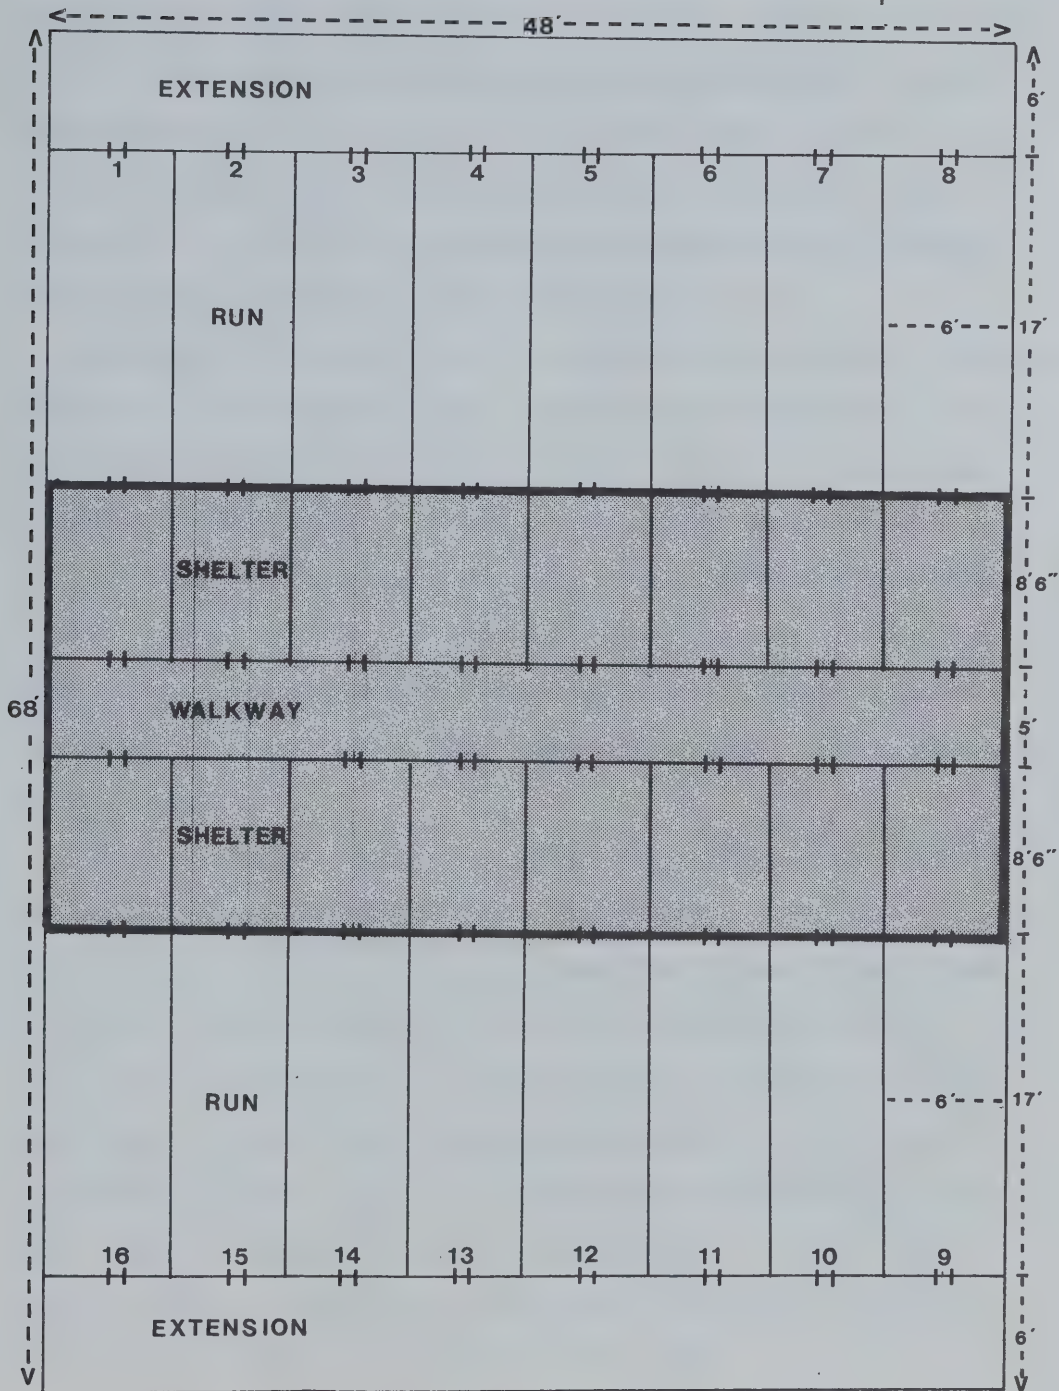 48'
EXTENSION
6'
1 2 3 4 5 6 7 8
RUN
6' 17'
SHELTER
8'6"
68'
WALKWAY
5'
SHELTER
8'6"
RUN
6' 17'
16 15 14 13 12 11 10 9
EXTENSION
6'